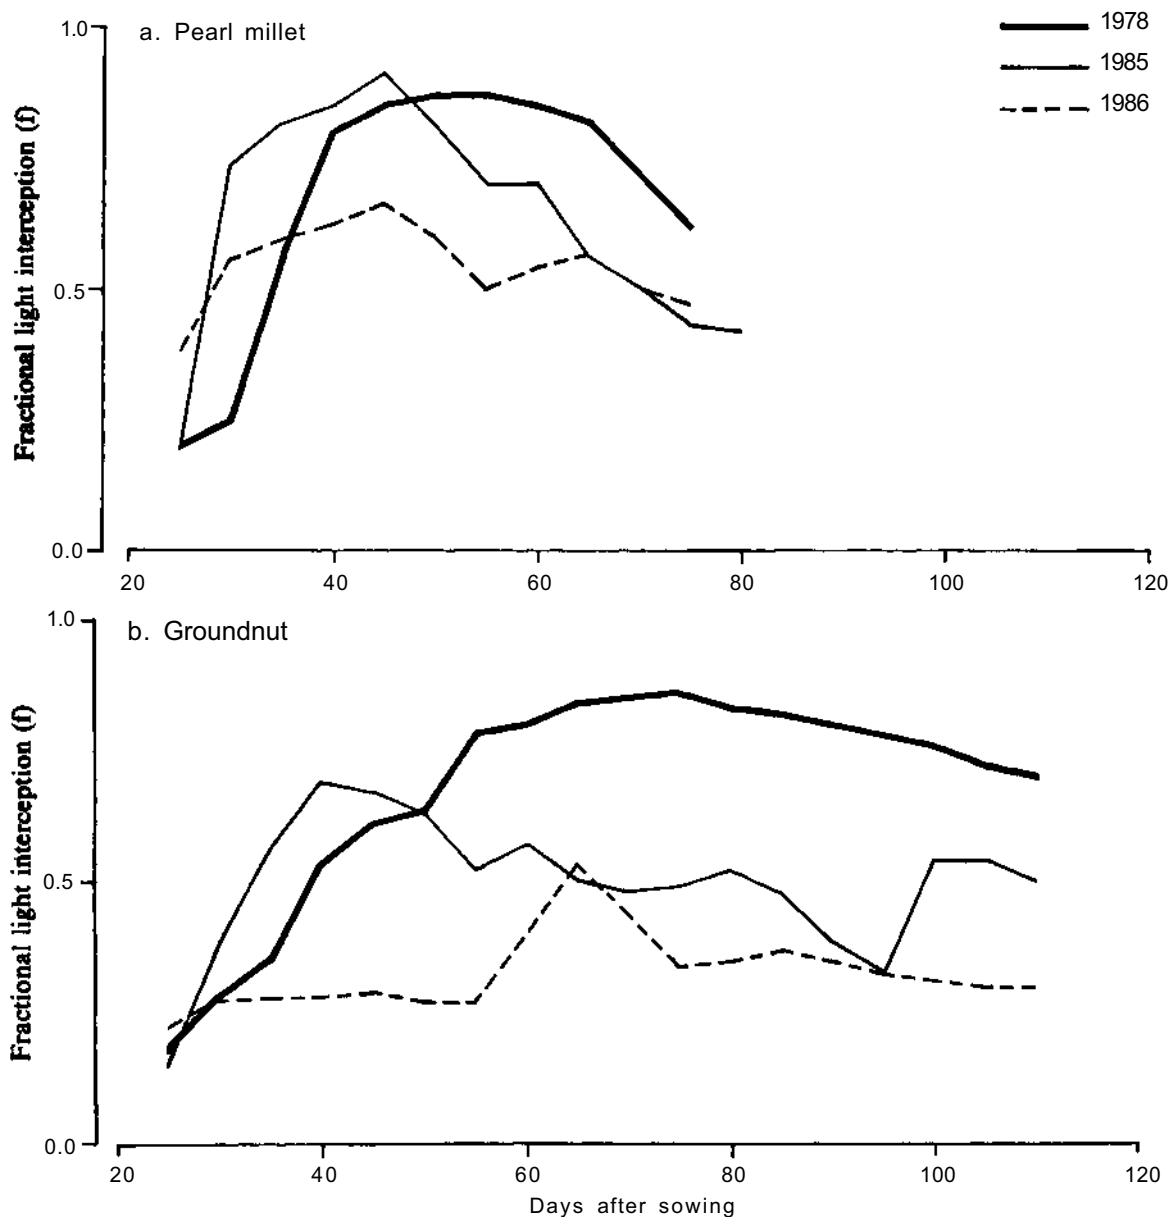 1978
1985
1986
a. Pearl millet
Fractional light interception (f)
1.0
0.5
0.0
20 40 60 80 100 120
b. Groundnut
Fractional light interception (f)
1.0
0.5
0.0
20 40 60 80 100 120
Days after sowing